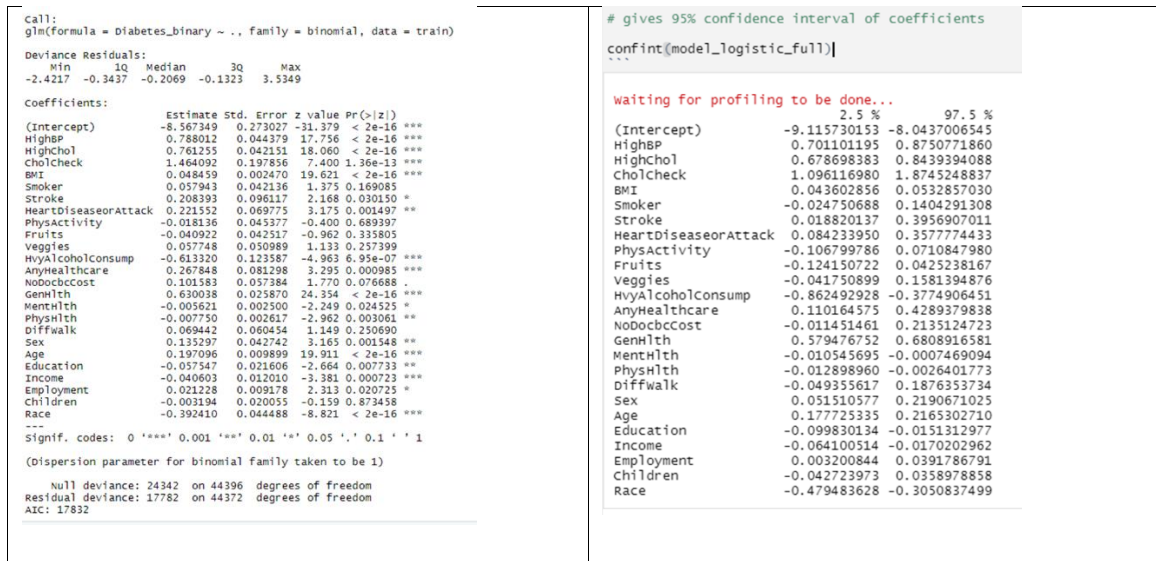 Call:
glm(formula = Diabetes_binary ~ ., family = binomial, data = train)
Deviance Residuals:
Min 1Q Median 3Q Max
-2.4217 -0.3437 -0.2069 -0.1323 3.5349
Coefficients:
Estimate Std. Error z value Pr(>|z|)
(Intercept) -8.567349 0.273027 -31.379 < 2e-16 ***
HighBP 0.788012 0.044379 17.756 < 2e-16 ***
HighChol 0.761255 0.042151 18.060 < 2e-16 ***
CholCheck 1.464092 0.197856 7.400 1.36e-13 ***
BMI 0.048459 0.002470 19.621 < 2e-16 ***
Smoker 0.057943 0.042136 1.375 0.169085
Stroke 0.208393 0.096117 2.168 0.030150 *
HeartDiseaseorAttack 0.221552 0.069775 3.175 0.001497 **
PhysActivity -0.018136 0.045377 -0.400 0.689397
Fruits -0.040922 0.042517 -0.962 0.335805
Veggies 0.057748 0.050989 1.133 0.257399
HvyAlcoholConsump -0.613320 0.123587 -4.963 6.95e-07 ***
AnyHealthcare 0.267848 0.081298 3.295 0.000985 ***
NoDocbcCost 0.101583 0.057384 1.770 0.076688 .
GenHlth 0.630038 0.025870 24.354 < 2e-16 ***
MentHlth -0.005621 0.002500 -2.249 0.024525 *
PhysHlth -0.007750 0.002617 -2.962 0.003061 **
DiffWalk 0.069442 0.060454 1.149 0.250690
Sex 0.135297 0.042742 3.165 0.001548 **
Age 0.197096 0.009899 19.911 < 2e-16 ***
Education -0.057547 0.021606 -2.664 0.007733 **
Income -0.040603 0.012010 -3.381 0.000723 ***
Employment 0.021228 0.009178 2.313 0.020725 *
Children -0.003194 0.020055 -0.159 0.873458
Race -0.392410 0.044488 -8.821 < 2e-16 ***
---
Signif. codes: 0 '***' 0.001 '**' 0.01 '*' 0.05 '.' 0.1 ' ' 1
(Dispersion parameter for binomial family taken to be 1)
Null deviance: 24342 on 44396 degrees of freedom
Residual deviance: 17782 on 44372 degrees of freedom
AIC: 17832
# gives 95% confidence interval of coefficients
confint(model_logistic_full)
```
Waiting for profiling to be done...
2.5 % 97.5 %
(Intercept) -9.115730153 -8.0437006545
HighBP 0.701101195 0.8750771860
HighChol 0.678698383 0.8439394088
CholCheck 1.096116980 1.8745248837
BMI 0.043602856 0.0532857030
Smoker -0.024750688 0.1404291308
Stroke 0.018820137 0.3956907011
HeartDiseaseorAttack 0.084233950 0.3577774433
PhysActivity -0.106799786 0.0710847980
Fruits -0.124150722 0.0425238167
Veggies -0.041750899 0.1581394876
HvyAlcoholConsump -0.862492928 -0.3774906451
AnyHealthcare 0.110164575 0.4289379838
NoDocbcCost -0.011451461 0.2135124723
GenHlth 0.579476752 0.6808916581
MentHlth -0.010545695 -0.0007469094
PhysHlth -0.012898960 -0.0026401773
DiffWalk -0.049355617 0.1876353734
Sex 0.051510577 0.2190671025
Age 0.177725335 0.2165302710
Education -0.099830134 -0.0151312977
Income -0.064100514 -0.0170202962
Employment 0.003200844 0.0391786791
Children -0.042723973 0.0358978858
Race -0.479483628 -0.3050837499